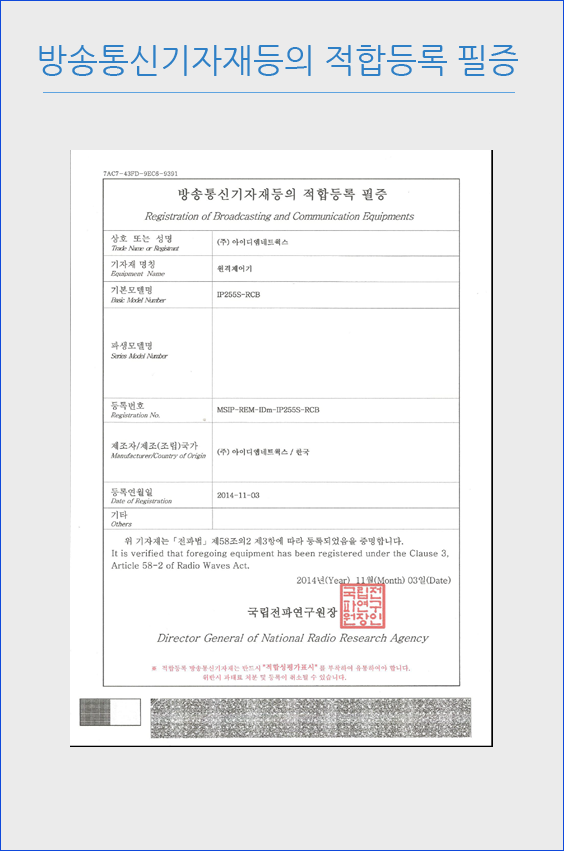 방송통신기자재등의 적합등록 필증
7AC7-43FD-9EC8-9391
방송통신기자재등의 적합등록 필증
Registration of Broadcasting and Communication Equipments
상호 또는 성명
Trade Name or Registrant
(주) 아이디엠네트웍스
기자재 명칭
Equipment Name
원격제어기
기본모델명
Basic Model Number
IP255S-RCB
파생모델명
Series Model Number
등록번호
Registration No.
MSIP-REM-IDm-IP255S-RCB
제조자/제조(조립)국가
Manufacturer/Country of Origin
(주) 아이디엠네트웍스 / 한국
등록연월일
Date of Registration
2014-11-03
기타
Others
위 기자재는「전파법」제58조의2 제3항에 따라 등록되었음을 증명합니다.
It is verified that foregoing equipment has been registered under the Clause 3,
Article 58-2 of Radio Waves Act.
2014년(Year) 11월(Month) 03일(Date)
국립전파연구원장
국립전
파연구
원장인
Director General of National Radio Research Agency
※ 적합등록 방송통신기자재는 반드시 "적합성평가표시"를 부착하여 유통하여야 합니다.
위반시 과태료 처분 및 등록이 취소될 수 있습니다.